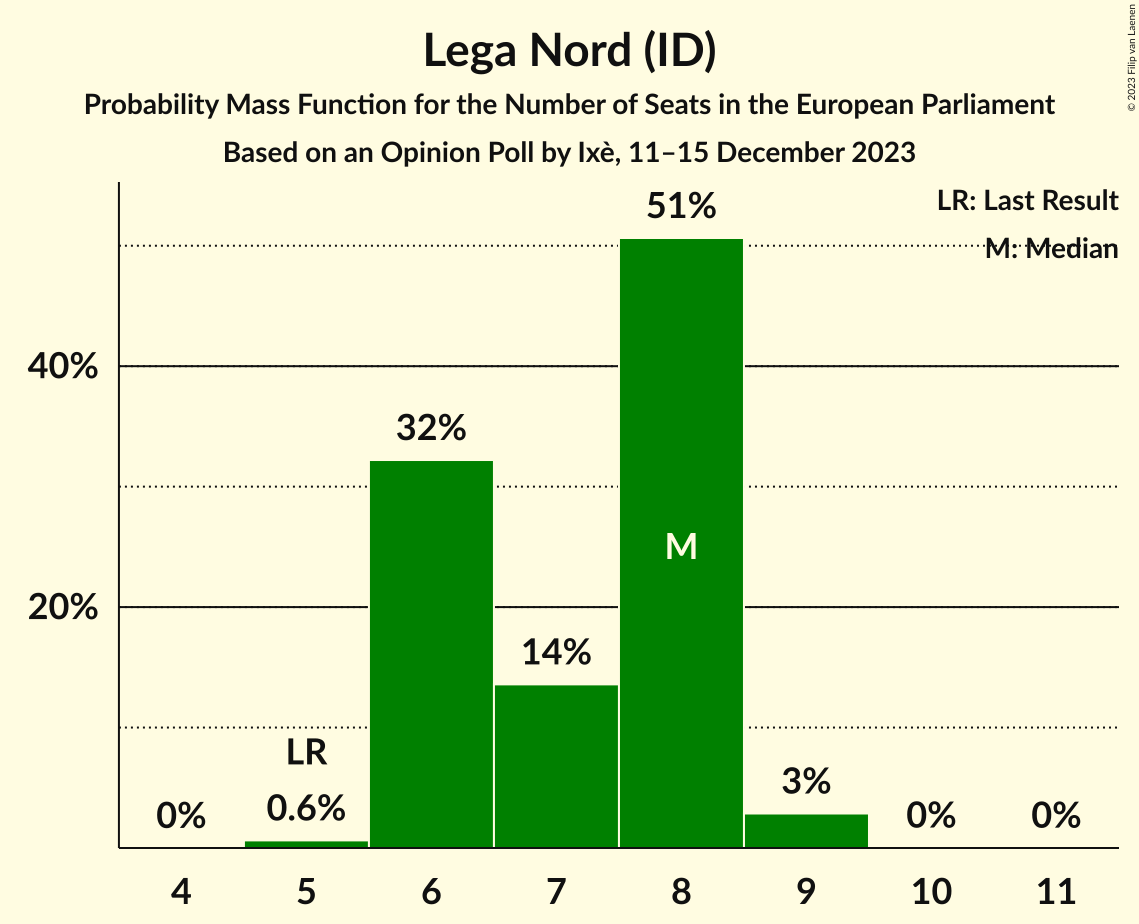 Lega Nord (ID)
Probability Mass Function for the Number of Seats in the European Parliament
Based on an Opinion Poll by Ixè, 11–15 December 2023
© 2023 Filip van Laenen
LR: Last Result
M: Median
51%
40%
32%
M
20%
14%
LR
0%
0.6%
3%
0%
0%
4
5
6
7
8
9
10
11